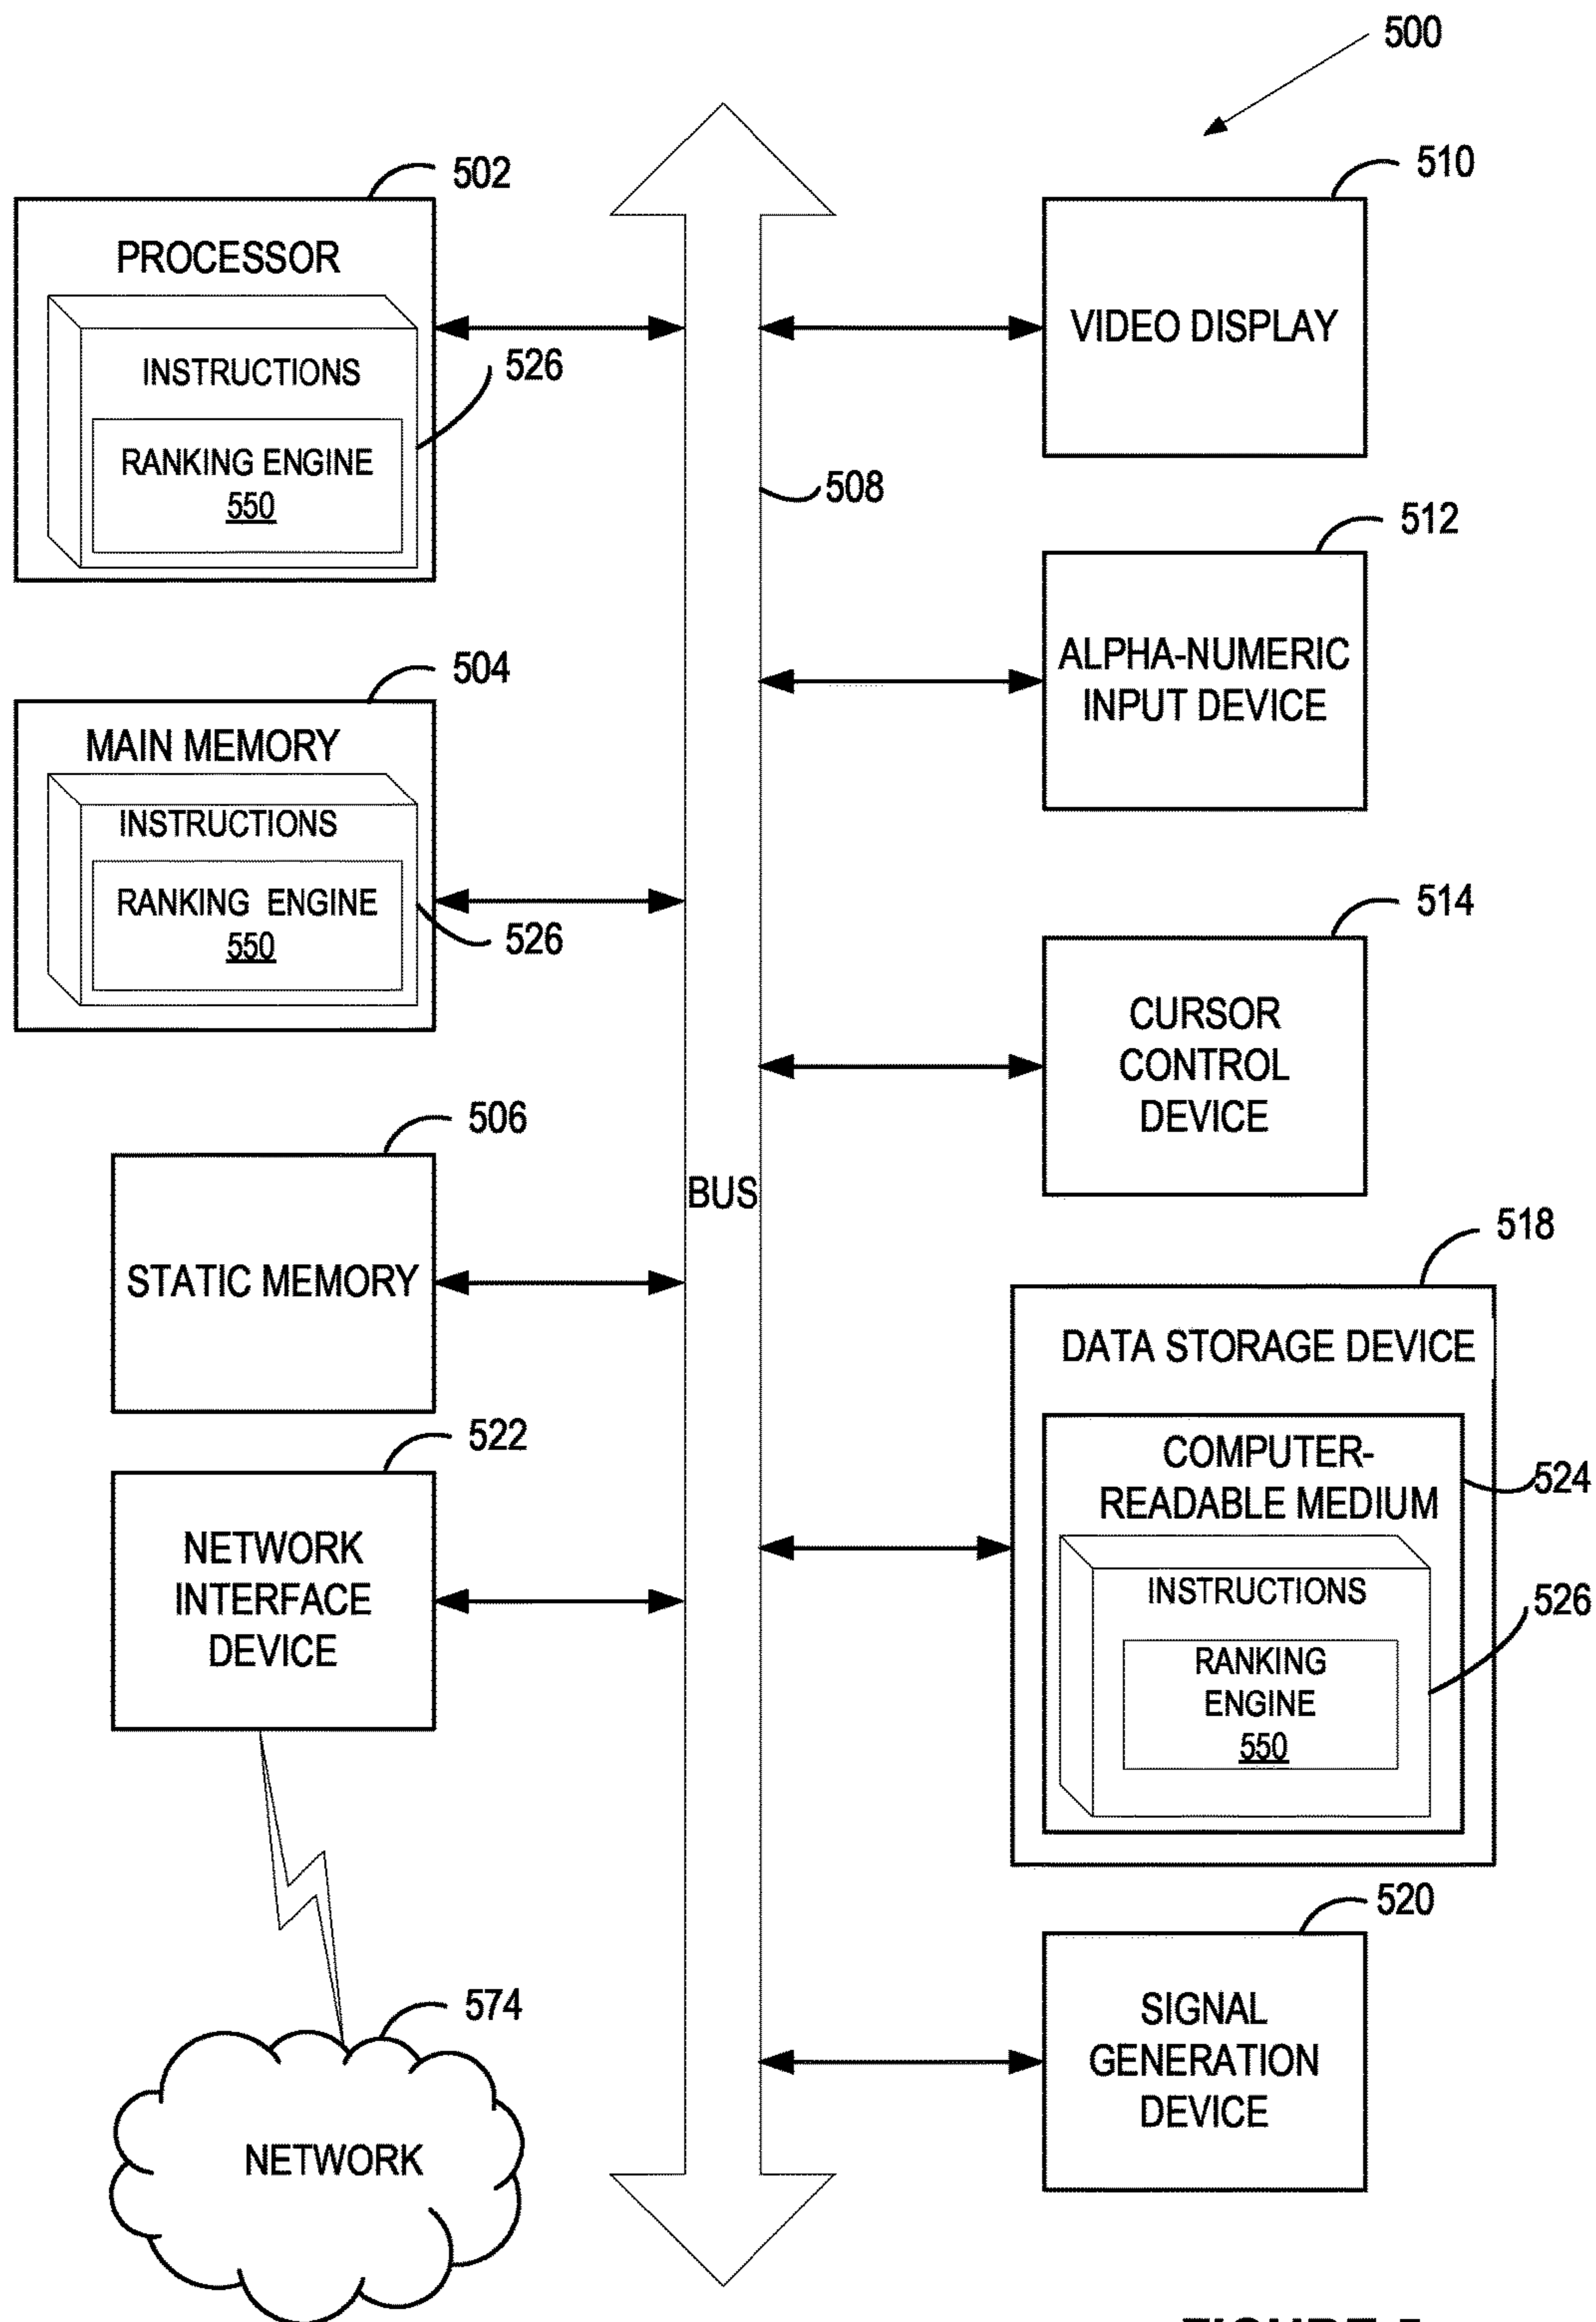 500
502
PROCESSOR
INSTRUCTIONS
526
RANKING ENGINE
550
504
MAIN MEMORY
INSTRUCTIONS
RANKING ENGINE
550
526
506
STATIC MEMORY
522
NETWORK
INTERFACE
DEVICE
574
NETWORK
508
BUS
510
VIDEO DISPLAY
512
ALPHA-NUMERIC
INPUT DEVICE
514
CURSOR
CONTROL
DEVICE
518
DATA STORAGE DEVICE
COMPUTER-
READABLE MEDIUM
524
INSTRUCTIONS
526
RANKING
ENGINE
550
520
SIGNAL
GENERATION
DEVICE